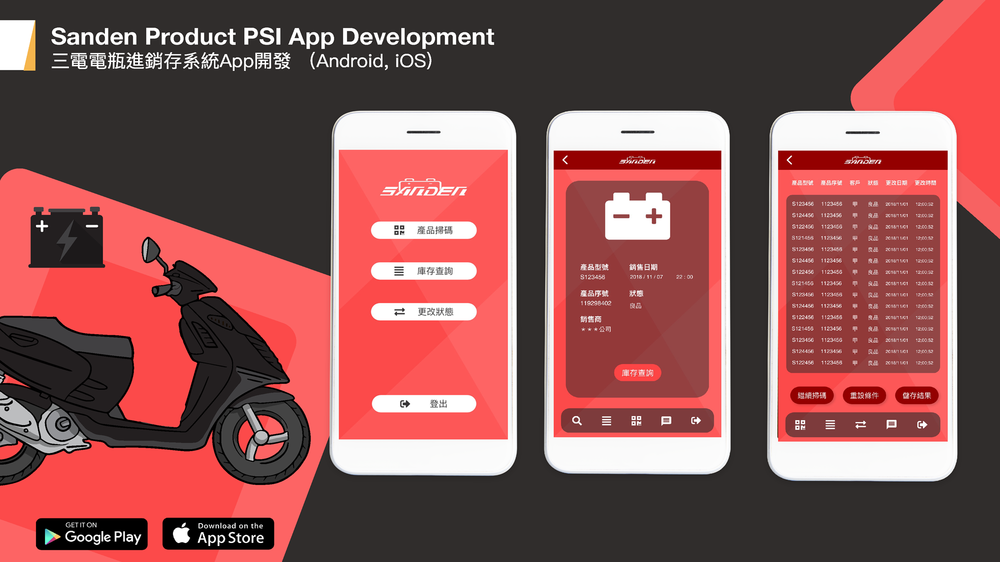 Sanden Product PSI App Development
三電電瓶進銷存系統App開發 （Android, iOS）
SANDEN
產品掃碼
庫存查詢
更改狀態
登出
SANDEN
產品型號 銷售日期
S123456 2018 / 11 / 07 22 : 00
產品序號 狀態
119298402 良品
銷售商
＊＊＊公司
庫存查詢
SANDEN
產品型號 產品序號 客戶 狀態 更改日期 更改時間
S123456 1123456 甲 良品 2018/11/01 12;00;52
S124456 1123456 甲 良品 2018/11/01 12;00;52
S122456 1123456 甲 良品 2018/11/01 12;00;52
S121456 1123456 甲 良品 2018/11/01 12;00;52
S123456 1123456 甲 良品 2018/11/01 12;00;52
S124456 1123456 甲 良品 2018/11/01 12;00;52
S122456 1123456 甲 良品 2018/11/01 12;00;52
S121456 1123456 甲 良品 2018/11/01 12;00;52
S123456 1123456 甲 良品 2018/11/01 12;00;52
S124456 1123456 甲 良品 2018/11/01 12;00;52
S122456 1123456 甲 良品 2018/11/01 12;00;52
S121456 1123456 甲 良品 2018/11/01 12;00;52
S123456 1123456 甲 良品 2018/11/01 12;00;52
S124456 1123456 甲 良品 2018/11/01 12;00;52
S122456 1123456 甲 良品 2018/11/01 12;00;52
繼續掃碼 重設條件 儲存結果
GET IT ON
Google Play
Download on the
App Store